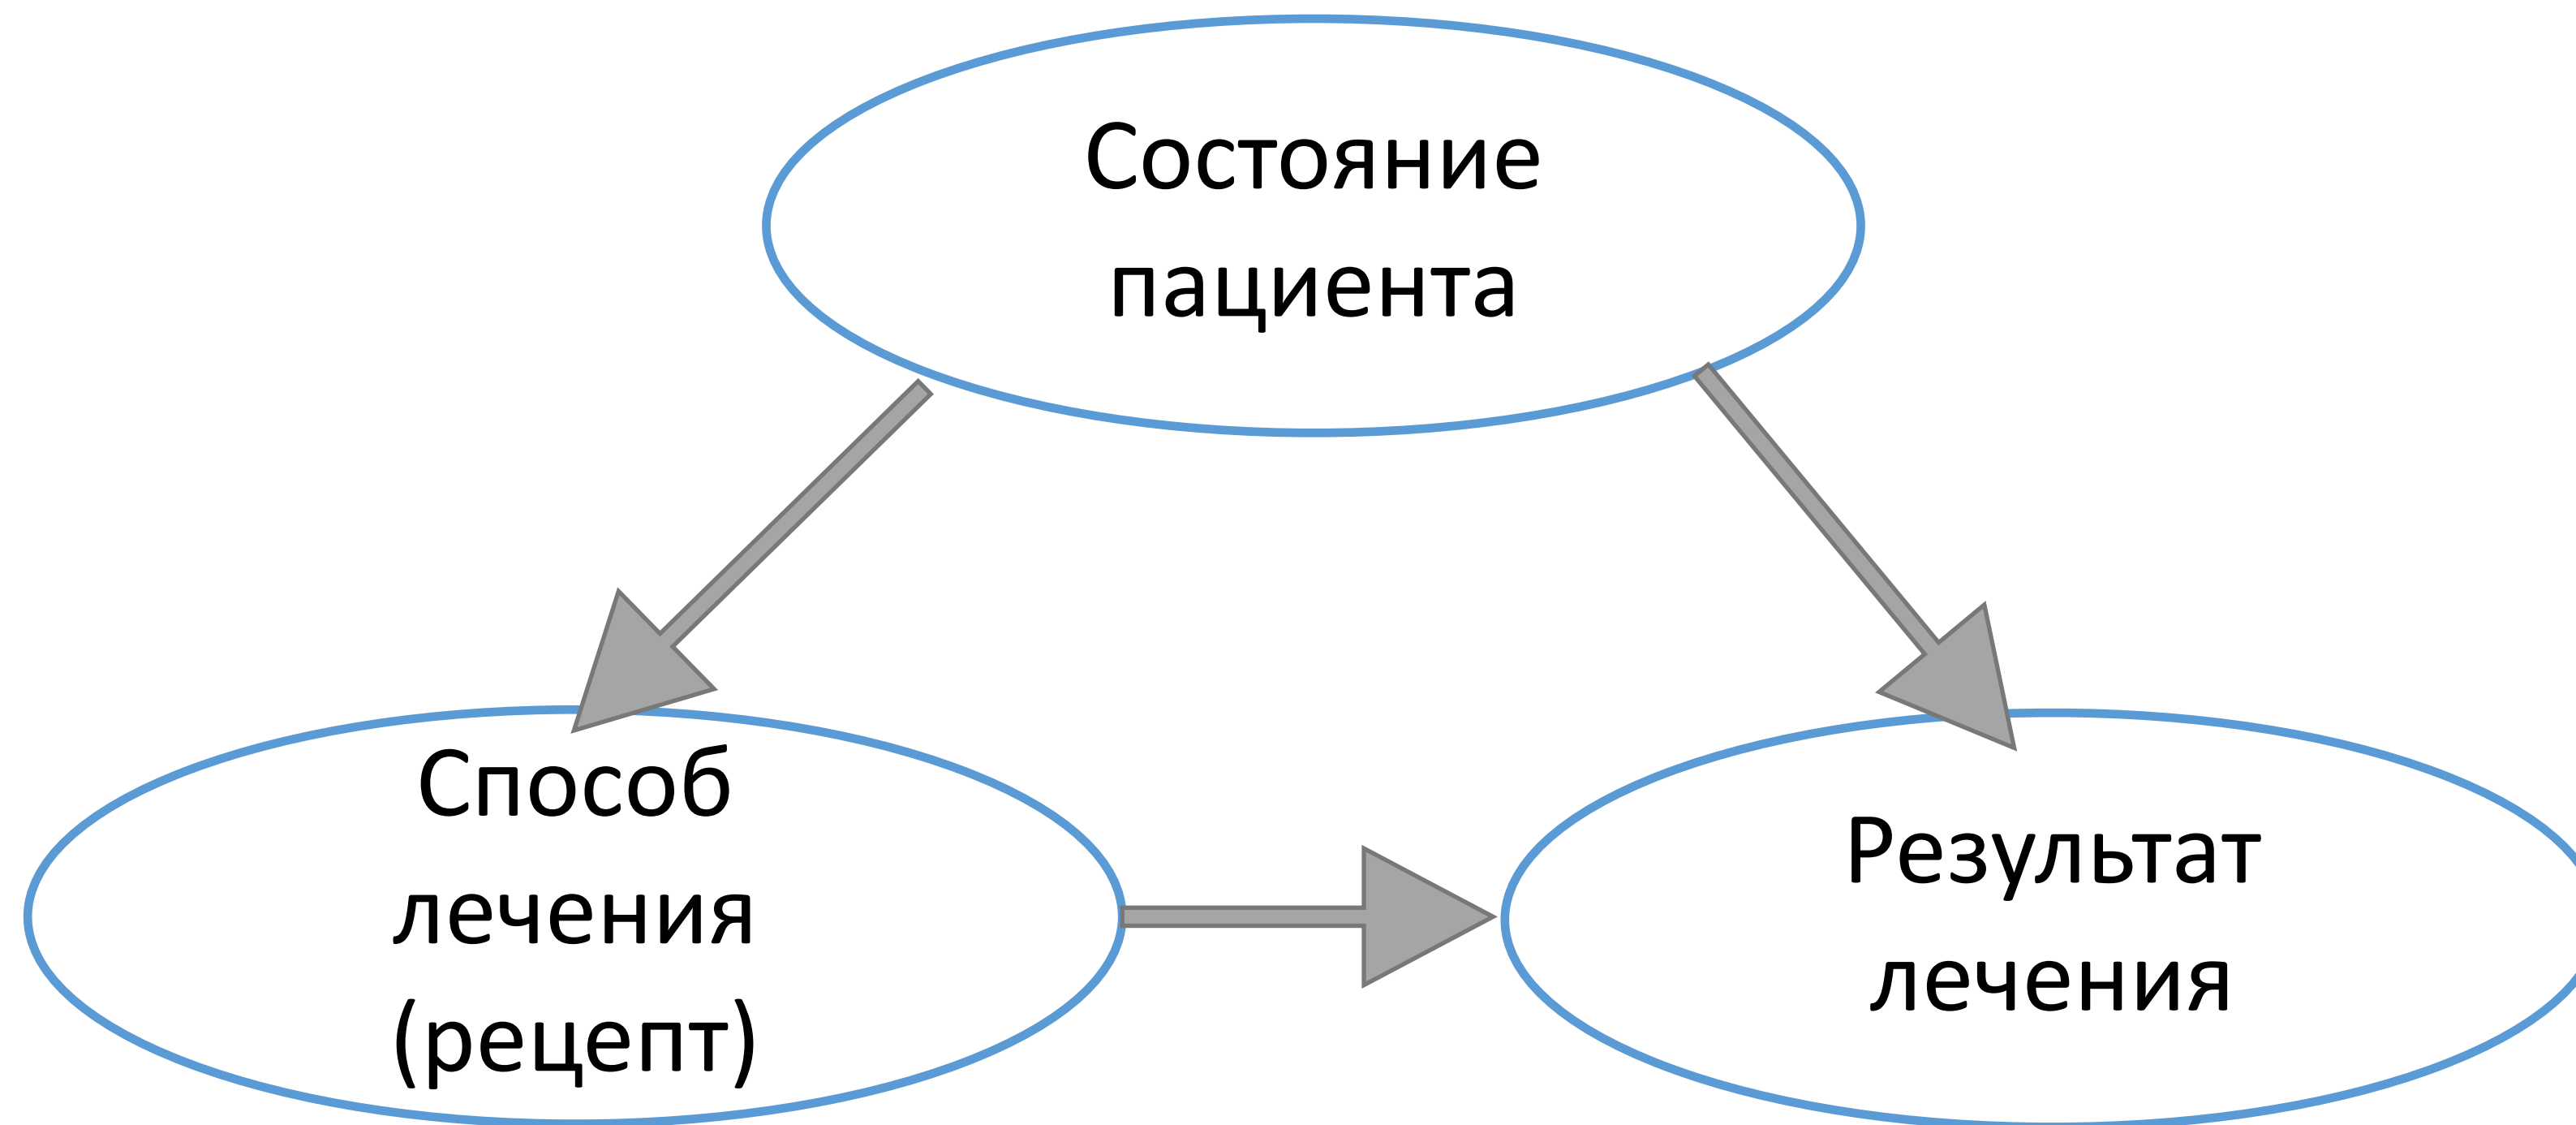 Состояние
пациента
Способ
лечения
(рецепт)
Результат
лечения